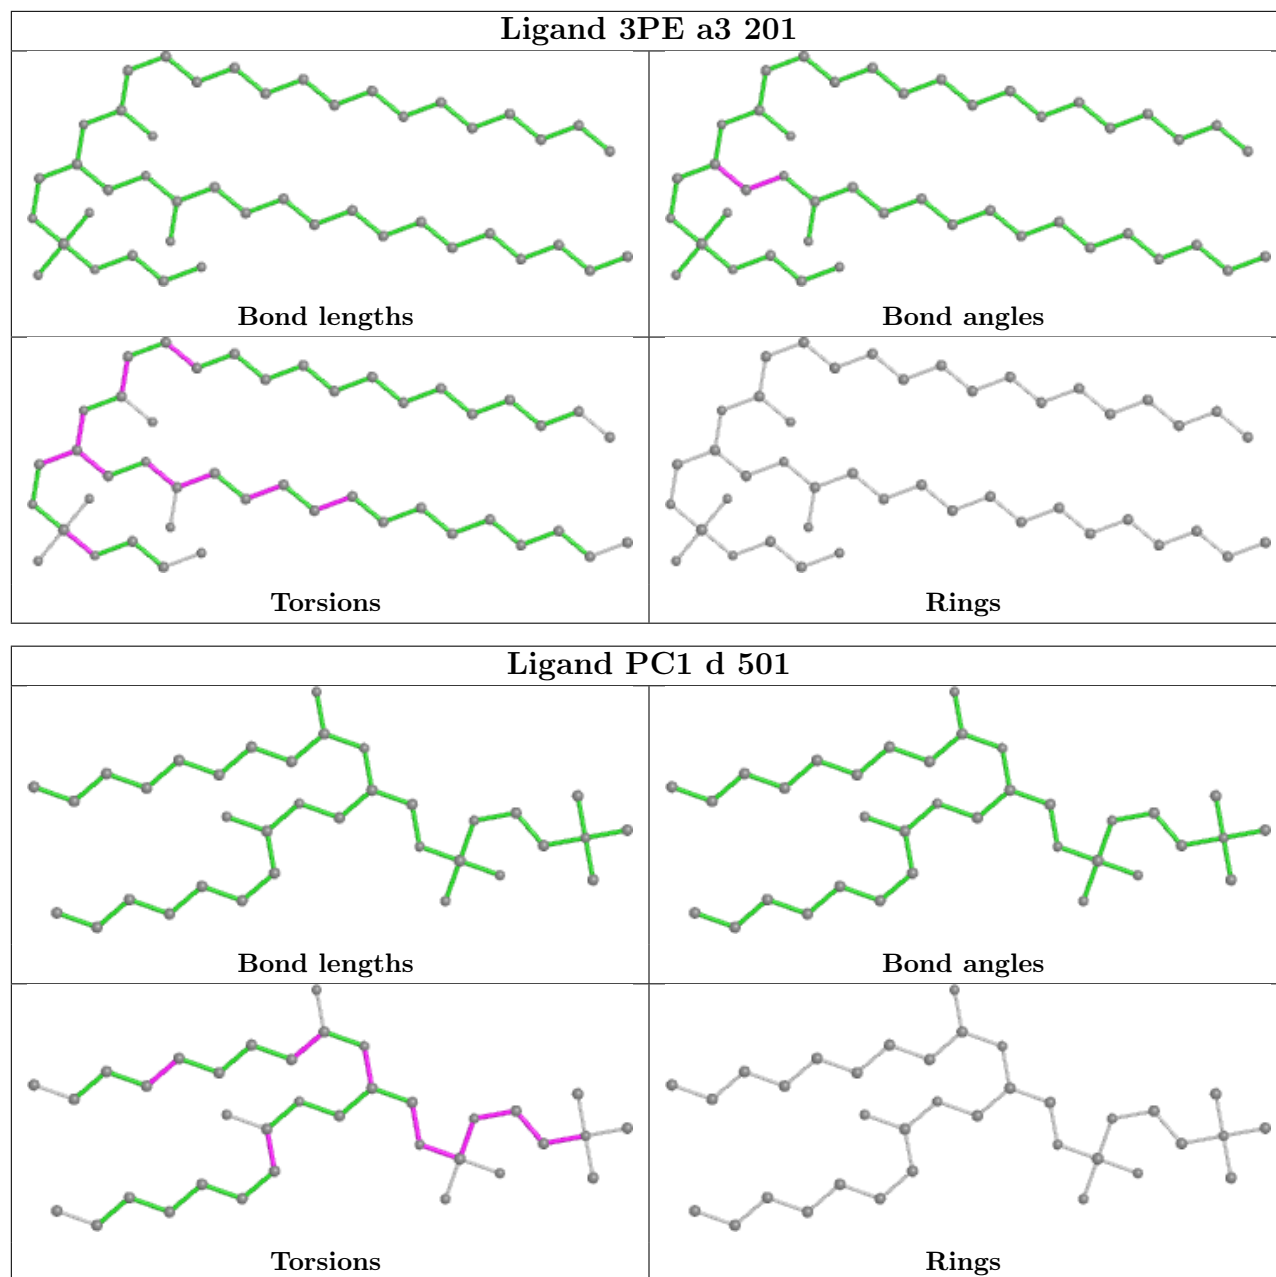 Ligand 3PE a3 201
Bond lengths
Bond angles
Torsions
Rings
Ligand PC1 d 501
Bond lengths
Bond angles
Torsions
Rings